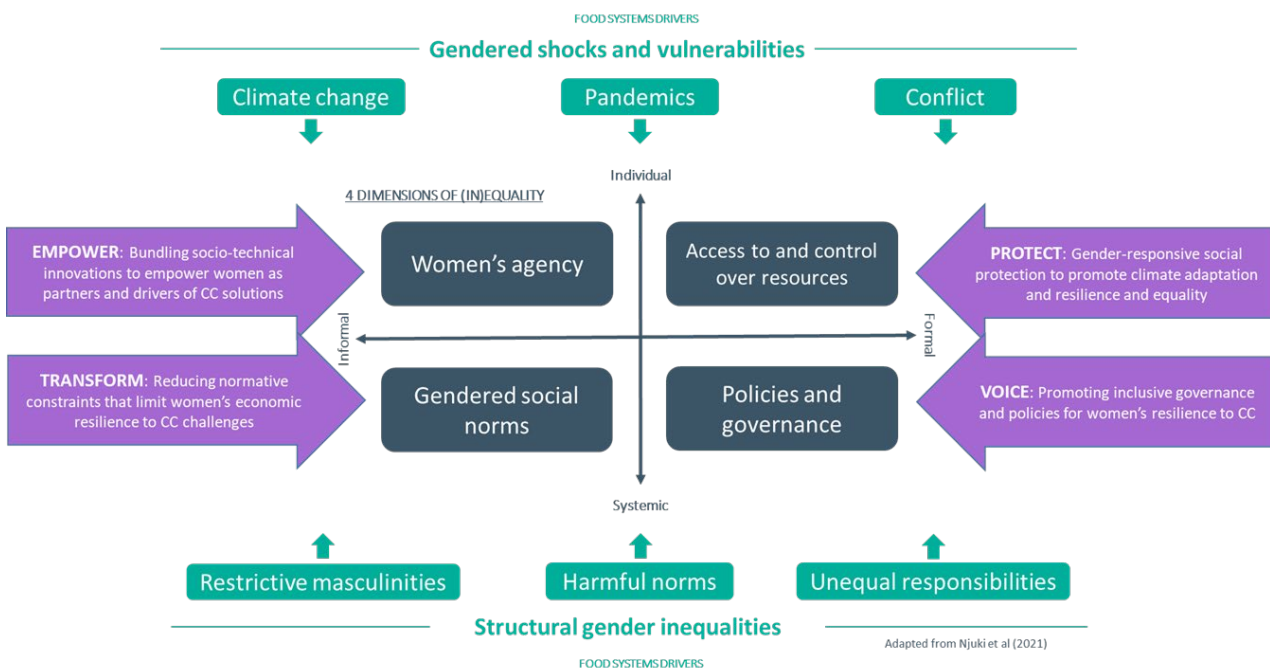 FOOD SYSTEMS DRIVERS
Gendered shocks and vulnerabilities
Climate change
Pandemics
Conflict
Individual
4 DIMENSIONS OF (IN)EQUALITY
EMPOWER: Bundling socio-technical
innovations to empower women as
partners and drivers of CC solutions
Women’s agency
Access to and control
over resources
PROTECT: Gender-responsive social
protection to promote climate adaptation
and resilience and equality
Informal
Formal
TRANSFORM: Reducing normative
constraints that limit women’s economic
resilience to CC challenges
Gendered social
norms
Policies and
governance
VOICE: Promoting inclusive governance
and policies for women’s resilience to CC
Systemic
Restrictive masculinities
Harmful norms
Unequal responsibilities
Structural gender inequalities
Adapted from Njuki et al (2021)
FOOD SYSTEMS DRIVERS